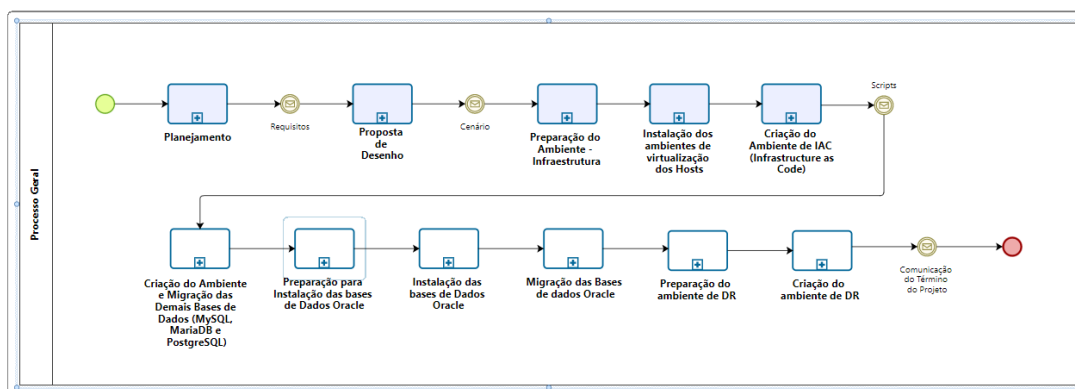 Processo Geral
Planejamento
Requisitos
Proposta
de
Desenho
Cenário
Preparação do
Ambiente -
Infraestrutura
Instalação dos
ambientes de
virtualização
dos Hosts
Criação do
Ambiente de IAC
(Infrastructure as
Code)
Scripts
Criação do Ambiente
e Migração das
Demais Bases de
Dados (MySQL,
MariaDB e
PostgreSQL)
Preparação para
Instalação das bases
de Dados Oracle
Instalação das
bases de Dados
Oracle
Migração das Bases
de dados Oracle
Preparação do
ambiente de DR
Criação do
ambiente de DR
Comunicação
do Término
do Projeto